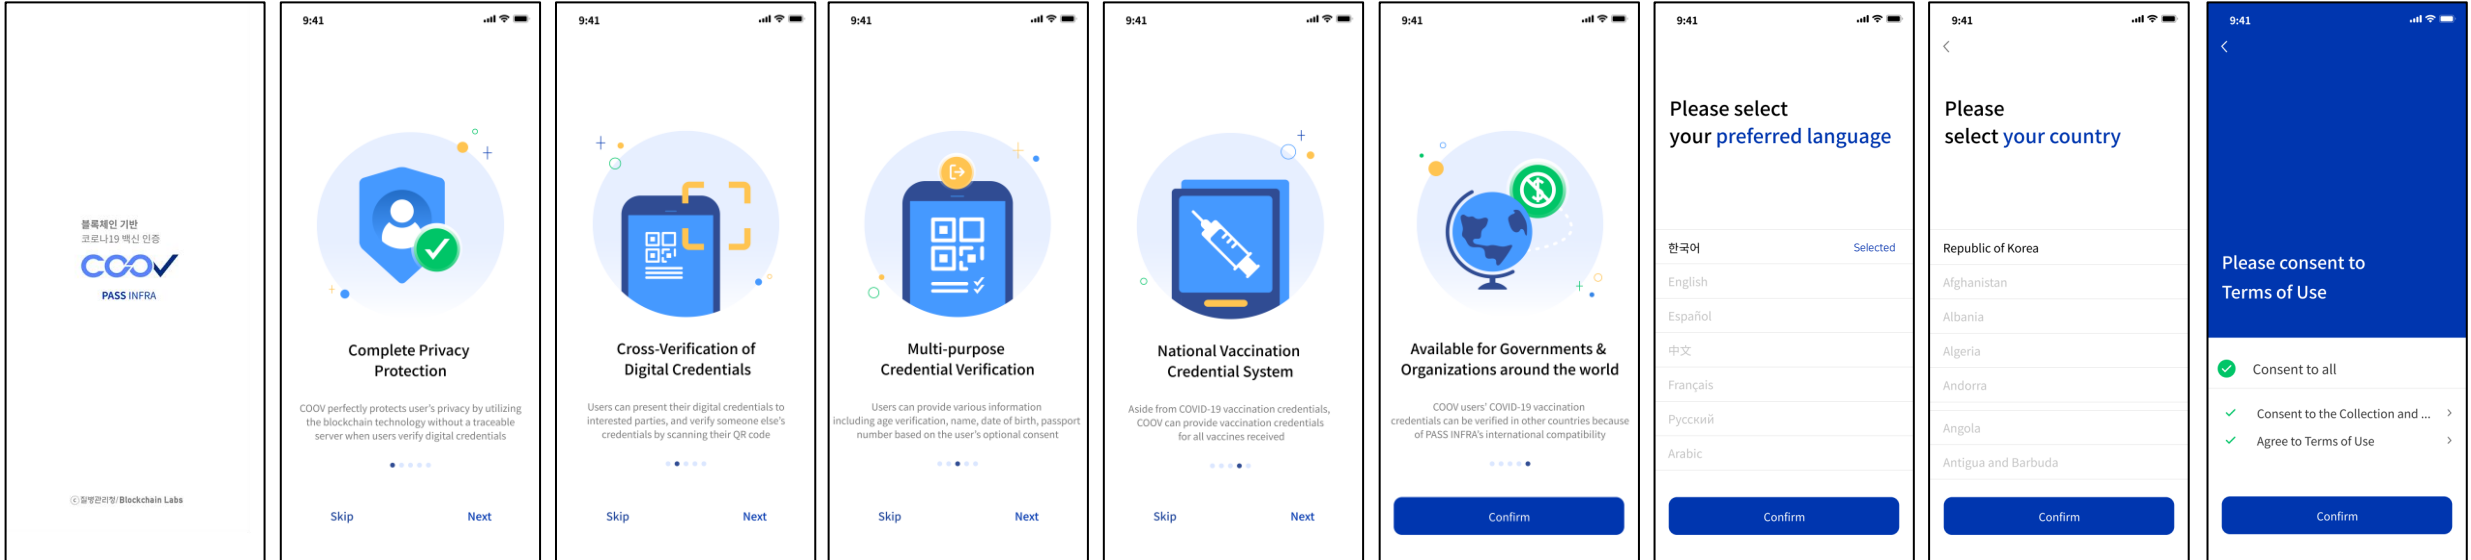 블록체인 기반
코로나19 백신 인증
COOV
PASS INFRA
ⓒ질병관리청/Blockchain Labs
9:41
Complete Privacy
Protection
COOV perfectly protects user's privacy by utilizing
the blockchain technology without a traceable
server when users verify digital credentials
Skip
Next
9:41
Cross-Verification of
Digital Credentials
Users can present their digital credentials to
interested parties, and verify someone else's
credentials by scanning their QR code
Skip
Next
9:41
Multi-purpose
Credential Verification
Users can provide various information
including age verification, name, date of birth, passport
number based on the user's optional consent
Skip
Next
9:41
National Vaccination
Credential System
Aside from COVID-19 vaccination credentials,
COOV can provide vaccination credentials
for all vaccines received
Skip
Next
9:41
Available for Governments &
Organizations around the world
COOV users' COVID-19 vaccination
credentials can be verified in other countries because
of PASS INFRA's international compatibility
Confirm
9:41
Please select
your preferred language
한국어 Selected
English
Español
中文
Français
Русский
Arabic
Confirm
9:41
Please
select your country
Republic of Korea
Afghanistan
Albania
Algeria
Andorra
Angola
Antigua and Barbuda
Confirm
9:41
Please consent to
Terms of Use
Consent to all
Consent to the Collection and ...
Agree to Terms of Use
Confirm